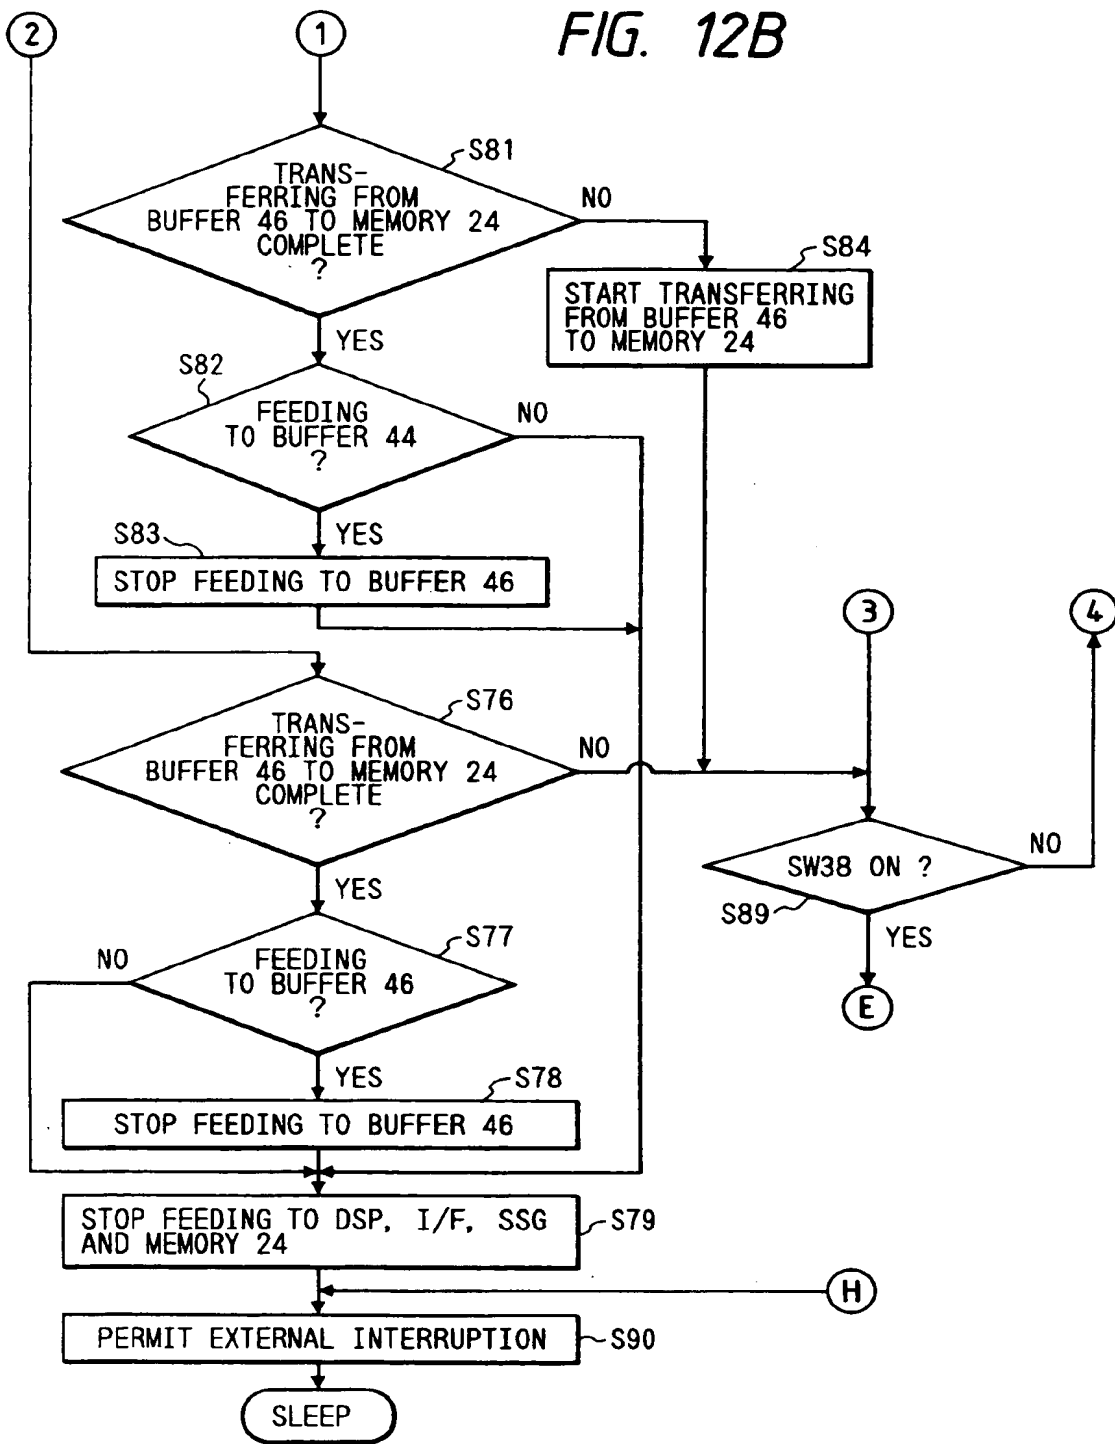 FIG. 12B
2
1
S81
TRANS-
FERRING FROM
BUFFER 46 TO MEMORY 24
COMPLETE
?
NO
S84
START TRANSFERRING
FROM BUFFER 46
TO MEMORY 24
YES
S82
FEEDING
TO BUFFER 44
?
NO
YES
S83
STOP FEEDING TO BUFFER 46
3
4
S76
TRANS-
FERRING FROM
BUFFER 46 TO MEMORY 24
COMPLETE
?
NO
SW38 ON ?
NO
S89
YES
E
YES
S77
NO
FEEDING
TO BUFFER 46
?
YES
S78
STOP FEEDING TO BUFFER 46
STOP FEEDING TO DSP, I/F, SSG
AND MEMORY 24
S79
H
PERMIT EXTERNAL INTERRUPTION
S90
SLEEP